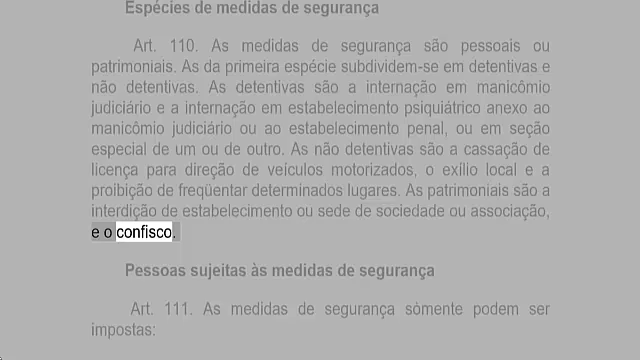 Espécies de medidas de segurança
Art. 110. As medidas de segurança são pessoais ou
patrimoniais. As da primeira espécie subdividem-se em detentivas e
não detentivas. As detentivas são a internação em manicômio
judiciário e a internação em estabelecimento psiquiátrico anexo ao
manicômio judiciário ou ao estabelecimento penal, ou em seção
especial de um ou de outro. As não detentivas são a cassação de
licença para direção de veículos motorizados, o exílio local e a
proibição de freqüentar determinados lugares. As patrimoniais são a
interdição de estabelecimento ou sede de sociedade ou associação,
e o confisco.
Pessoas sujeitas às medidas de segurança
Art. 111. As medidas de segurança sòmente podem ser
impostas: